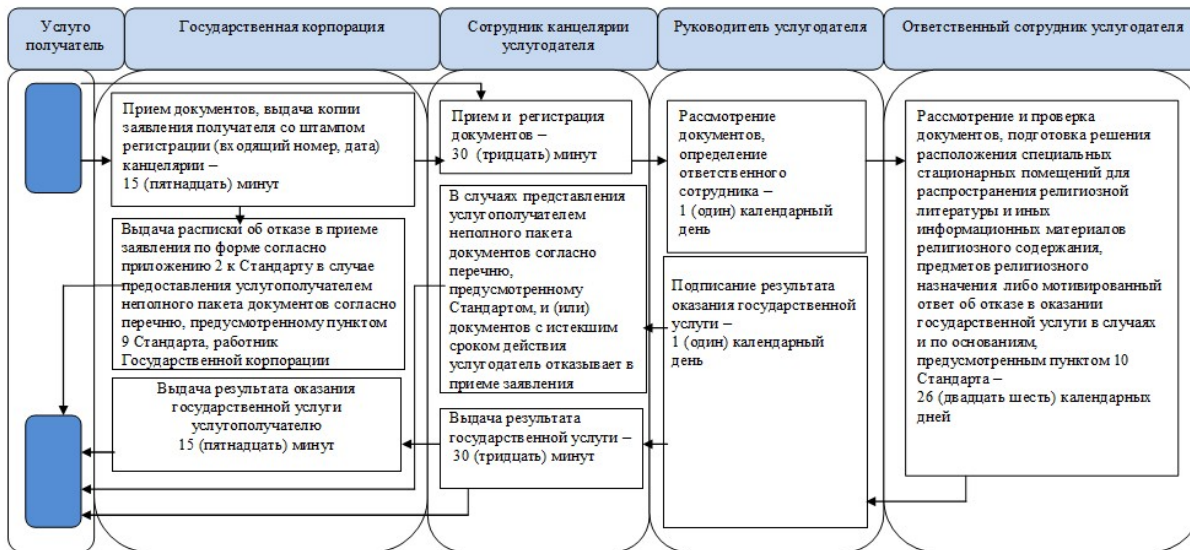 Услуго
получатель
Государственная корпорация
Сотрудник канцелярии
услугодателя
Руководитель услугодателя
Ответственный сотрудник услугодателя
Прием документов, выдача копии
заявления получателя со штампом
регистрации (входящий номер, дата)
канцелярии –
15 (пятнадцать) минут
Выдача расписки об отказе в приеме
заявления по форме согласно
приложению 2 к Стандарту в случае
предоставления услугополучателем
неполного пакета документов согласно
перечню, предусмотренному пунктом
9 Стандарта, работник
Государственной корпорации
Выдача результата оказания
государственной услуги
услугополучателю
15 (пятнадцать) минут
Прием и регистрация
документов –
30 (тридцать) минут
В случаях представления
услугополучателем
неполного пакета
документов согласно
перечню,
предусмотренному
Стандартом, и (или)
документов с истекшим
сроком действия
услугодатель отказывает в
приеме заявления
Выдача результата
государственной услуги –
30 (тридцать) минут
Рассмотрение
документов,
определение
ответственного
сотрудника –
1 (один) календарный
день
Подписание результата
оказания государственной
услуги –
1 (один) календарный
день
Рассмотрение и проверка
документов, подготовка решения
расположения специальных
стационарных помещений для
распространения религиозной
литературы и иных
информационных материалов
религиозного содержания,
предметов религиозного
назначения либо мотивированный
ответ об отказе в оказании
государственной услуги в случаях
и по основаниям,
предусмотренным пунктом 10
Стандарта –
26 (двадцать шесть) календарных
дней